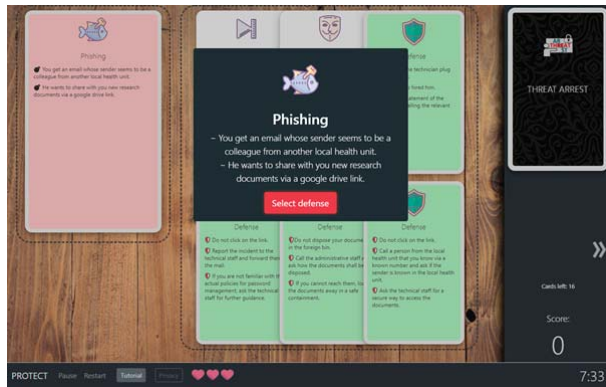 Phishing
You get an email whose sender seems to be a
colleague from another local health unit.
He wants to share with you new research
documents via a google drive link.
Defense
technician plug
hired him.
Phishing
– You get an email whose sender seems to be a
colleague from another local health unit.
– He wants to share with you new research
documents via a google drive link.
Select defense
Defense
Do not click on the link.
Report the incident to the
technical staff and forward them
the mail.
If you are not familiar with the
actual policies for password
management, ask the technical
staff for further guidance.
Defense
Do not dispose your docume
in the foreign bin.
Call the administrative staff
ask how the documents shall be
disposed.
If you cannot reach them,
the documents away in a safe
containment.
Defense
Do not click on the link.
Call a person from the local
health unit that you know via a
known number and ask if the
sender is known in the local health
unit.
Ask the technical staff for a
secure way to access the
documents.
THREAT ARREST
Cards left: 16
Score:
0
PROTECT Pause Restart Tutorial Privacy
7:33